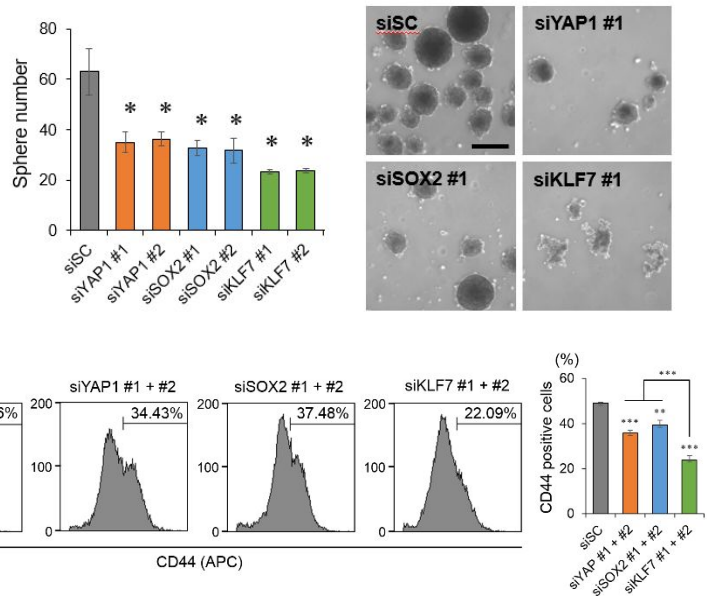 80
60
40
20
0
Sphere number
* * * * * *
siSC
siYAP1 #1
siYAP1 #2
siSOX2 #1
siSOX2 #2
siKLF7 #1
siKLF7 #2
siSC
siYAP1 #1
siSOX2 #1
siKLF7 #1
6%
siYAP1 #1 + #2
34.43%
200
100
0
siSOX2 #1 + #2
37.48%
200
100
0
siKLF7 #1 + #2
22.09%
200
100
0
CD44 (APC)
(%)
60
40
20
0
CD44 positive cells
***
*** ** ***
siSC
siYAP #1 + #2
siSOX2 #1 + #2
siKLF7 #1 + #2